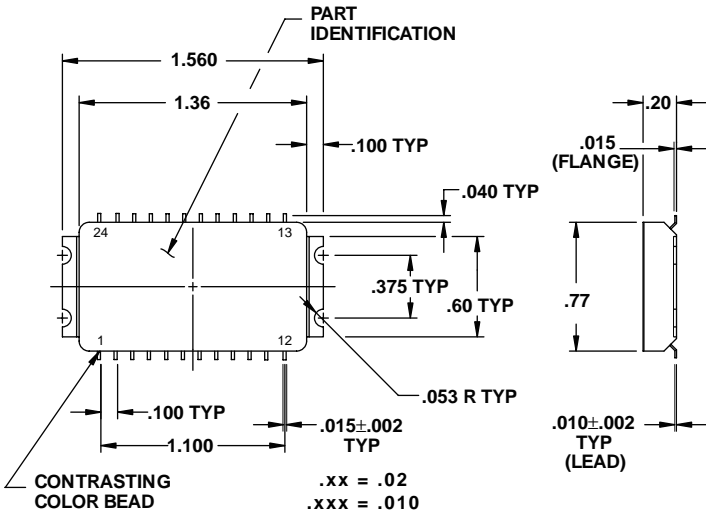 PART
IDENTIFICATION
1.560
1.36
.20
.100 TYP
.015
(FLANGE)
.040 TYP
24
13
.375 TYP
.60 TYP
.77
1
12
.053 R TYP
.100 TYP
.015±.002
TYP
.010±.002
TYP
(LEAD)
1.100
CONTRASTING
COLOR BEAD
.xx = .02
.xxx = .010